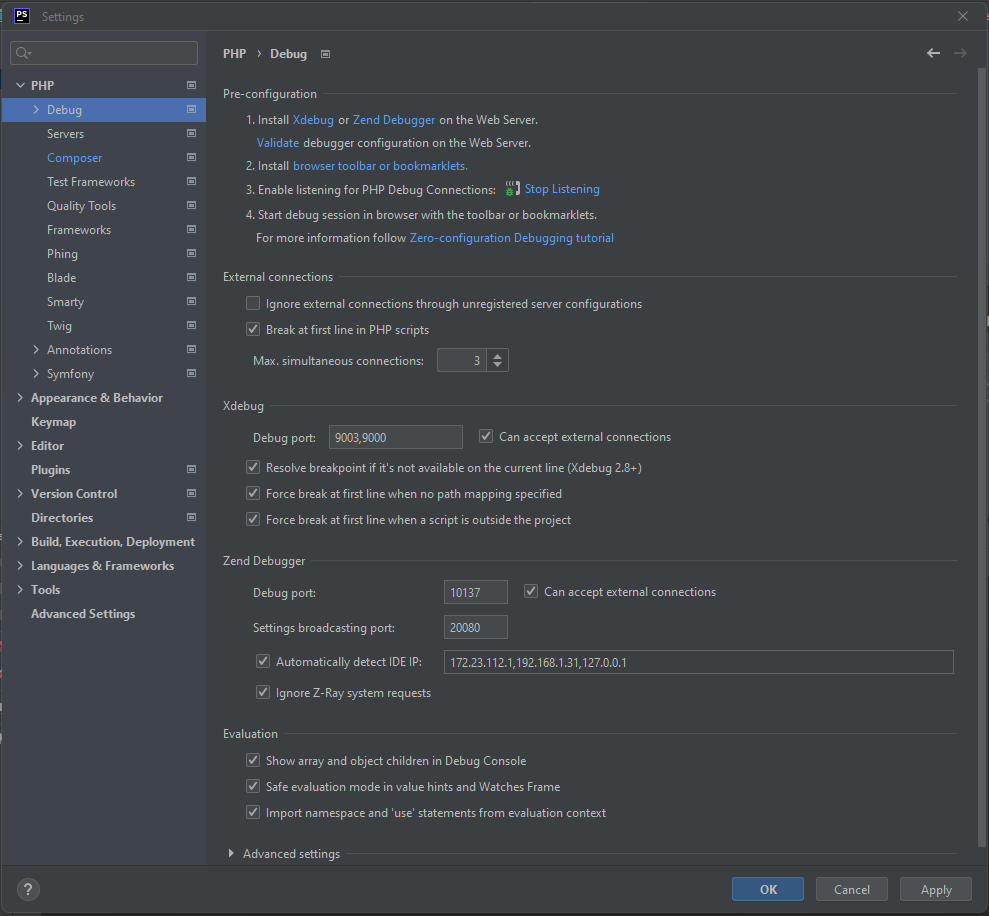 PS Settings
PHP
Debug
Servers
Composer
Test Frameworks
Quality Tools
Frameworks
Phing
Blade
Smarty
Twig
Annotations
Symfony
Appearance & Behavior
Keymap
Editor
Plugins
Version Control
Directories
Build, Execution, Deployment
Languages & Frameworks
Tools
Advanced Settings
PHP › Debug
Pre-configuration
1. Install Xdebug or Zend Debugger on the Web Server.
Validate debugger configuration on the Web Server.
2. Install browser toolbar or bookmarklets.
3. Enable listening for PHP Debug Connections: Stop Listening
4. Start debug session in browser with the toolbar or bookmarklets.
For more information follow Zero-configuration Debugging tutorial
External connections
Ignore external connections through unregistered server configurations
Break at first line in PHP scripts
Max. simultaneous connections: 3
Xdebug
Debug port: 9003,9000 Can accept external connections
Resolve breakpoint if it's not available on the current line (Xdebug 2.8+)
Force break at first line when no path mapping specified
Force break at first line when a script is outside the project
Zend Debugger
Debug port: 10137 Can accept external connections
Settings broadcasting port: 20080
Automatically detect IDE IP: 172.23.112.1,192.168.1.31,127.0.0.1
Ignore Z-Ray system requests
Evaluation
Show array and object children in Debug Console
Safe evaluation mode in value hints and Watches Frame
Import namespace and 'use' statements from evaluation context
Advanced settings
? OK Cancel Apply